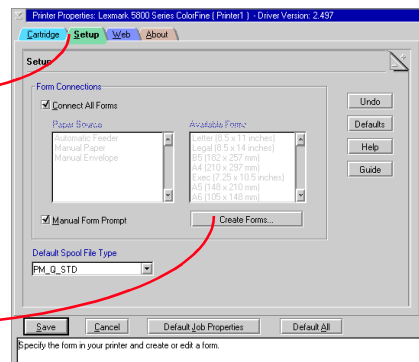 Printer Properties: Lexmark 5800 Series ColorFine ( Printer1 ) - Driver Version: 2.497
Cartridge Setup Web About
Setup
Form Connections
Connect All Forms
Paper Source
Automatic Feeder
Manual Paper
Manual Envelope
Available Forms
Letter (8.5 x 11 inches)
Legal (8.5 x 14 inches)
B5 (182 x 257 mm)
A4 (210 x 297 mm)
Exec (7.25 x 10.5 inches)
A5 (148 x 210 mm)
A6 (105 x 148 mm)
Manual Form Prompt
Create Forms...
Undo
Defaults
Help
Guide
Default Spool File Type
PM_Q_STD
Save Cancel Default Job Properties Default All
Specify the form in your printer and create or edit a form.